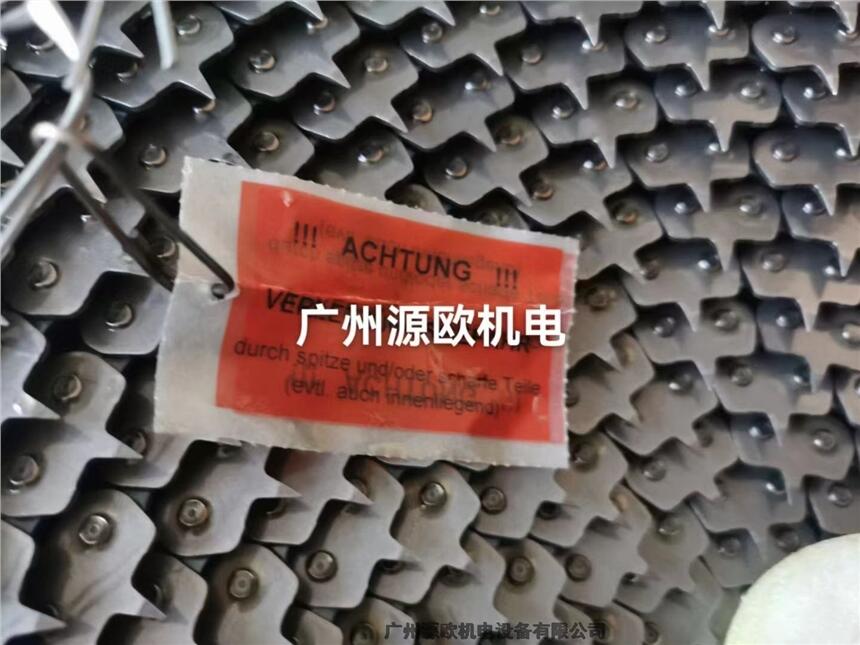 !!! ACHTUNG !!!
广州源欧机电
durch spitze und/oder scharfe Teile
(evtl. auch innenliegend)
广州源欧机电设备有限公司